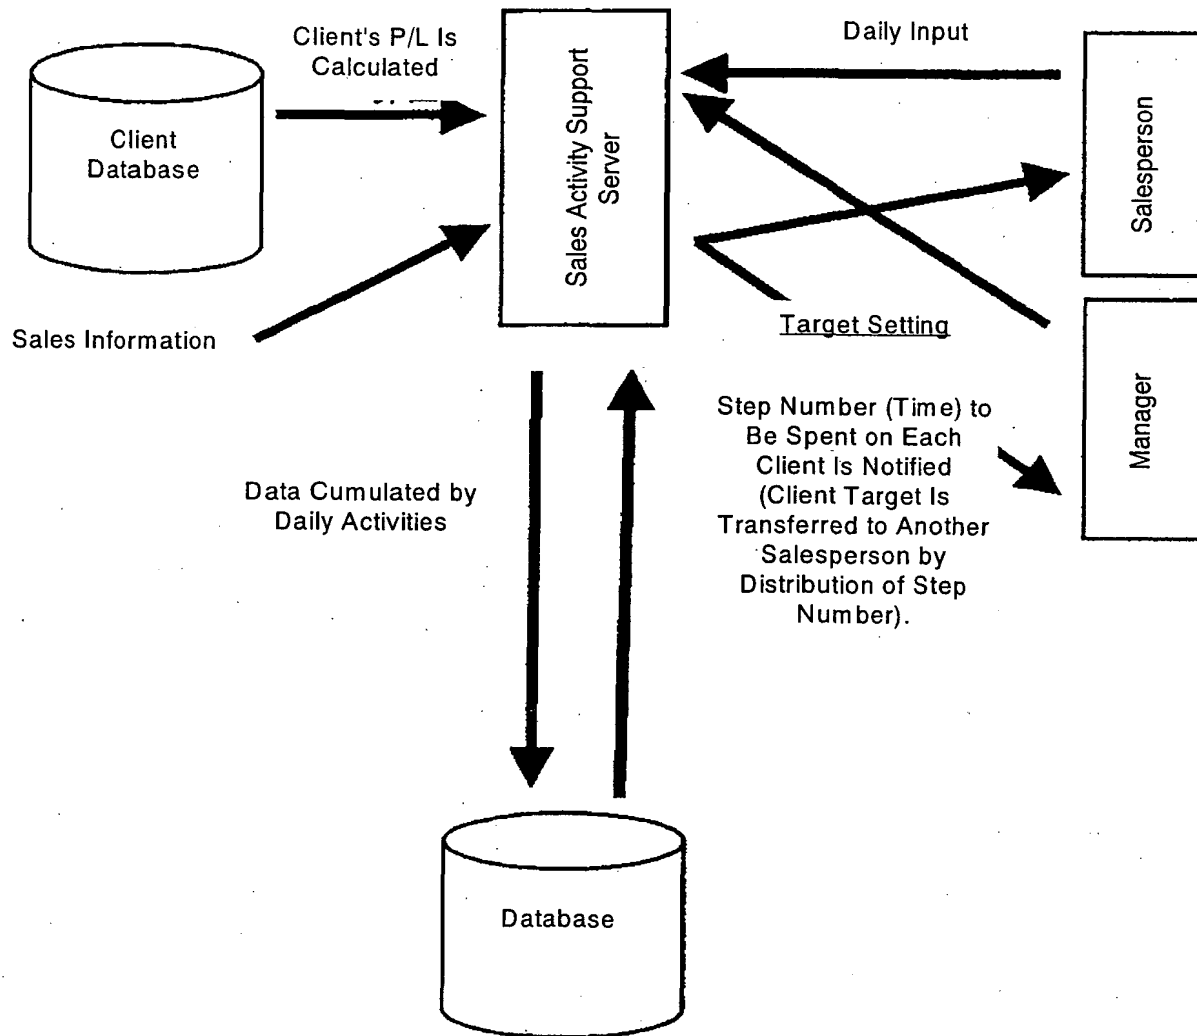 Client's P/L Is
Calculated
Daily Input
Client
Database
Sales Activity Support
Server
Salesperson
Sales Information
Target Setting
Manager
Step Number (Time) to
Be Spent on Each
Client Is Notified
(Client Target Is
Transferred to Another
Salesperson by
Distribution of Step
Number).
Data Cumulated by
Daily Activities
Database